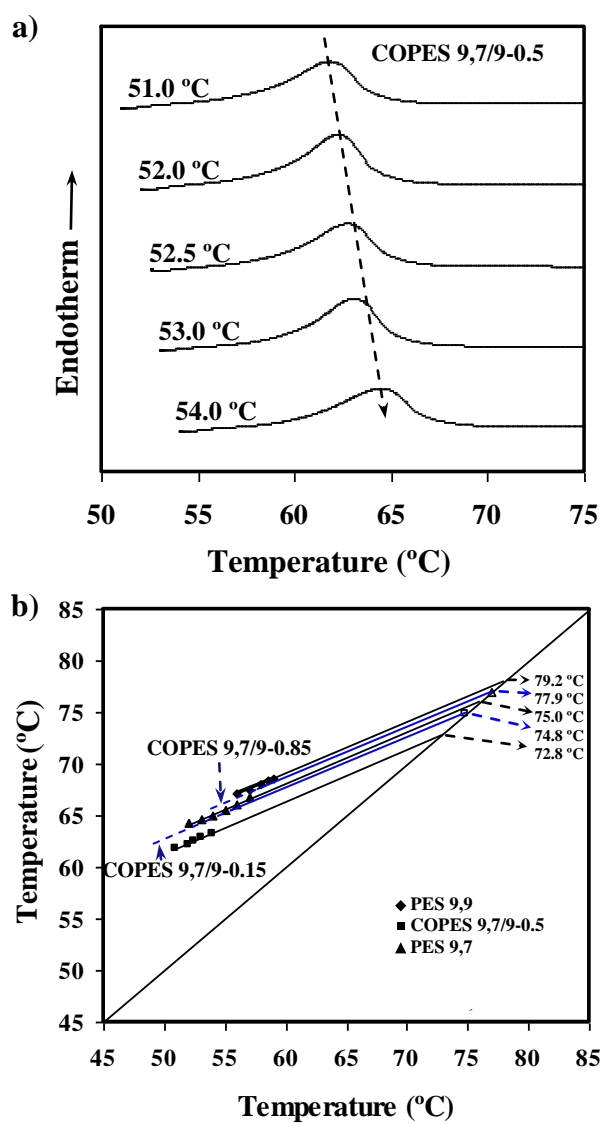 a)
COPES 9,7/9-0.5
51.0 ºC
52.0 ºC
52.5 ºC
53.0 ºC
54.0 ºC
Endotherm
50 55 60 65 70 75
Temperature (ºC)
b)
85
80
75
70
65
60
55
50
45
Temperature (ºC)
79.2 ºC
77.9 ºC
75.0 ºC
74.8 ºC
72.8 ºC
COPES 9,7/9-0.85
COPES 9,7/9-0.15
PES 9,9
COPES 9,7/9-0.5
PES 9,7
45 50 55 60 65 70 75 80 85
Temperature (ºC)